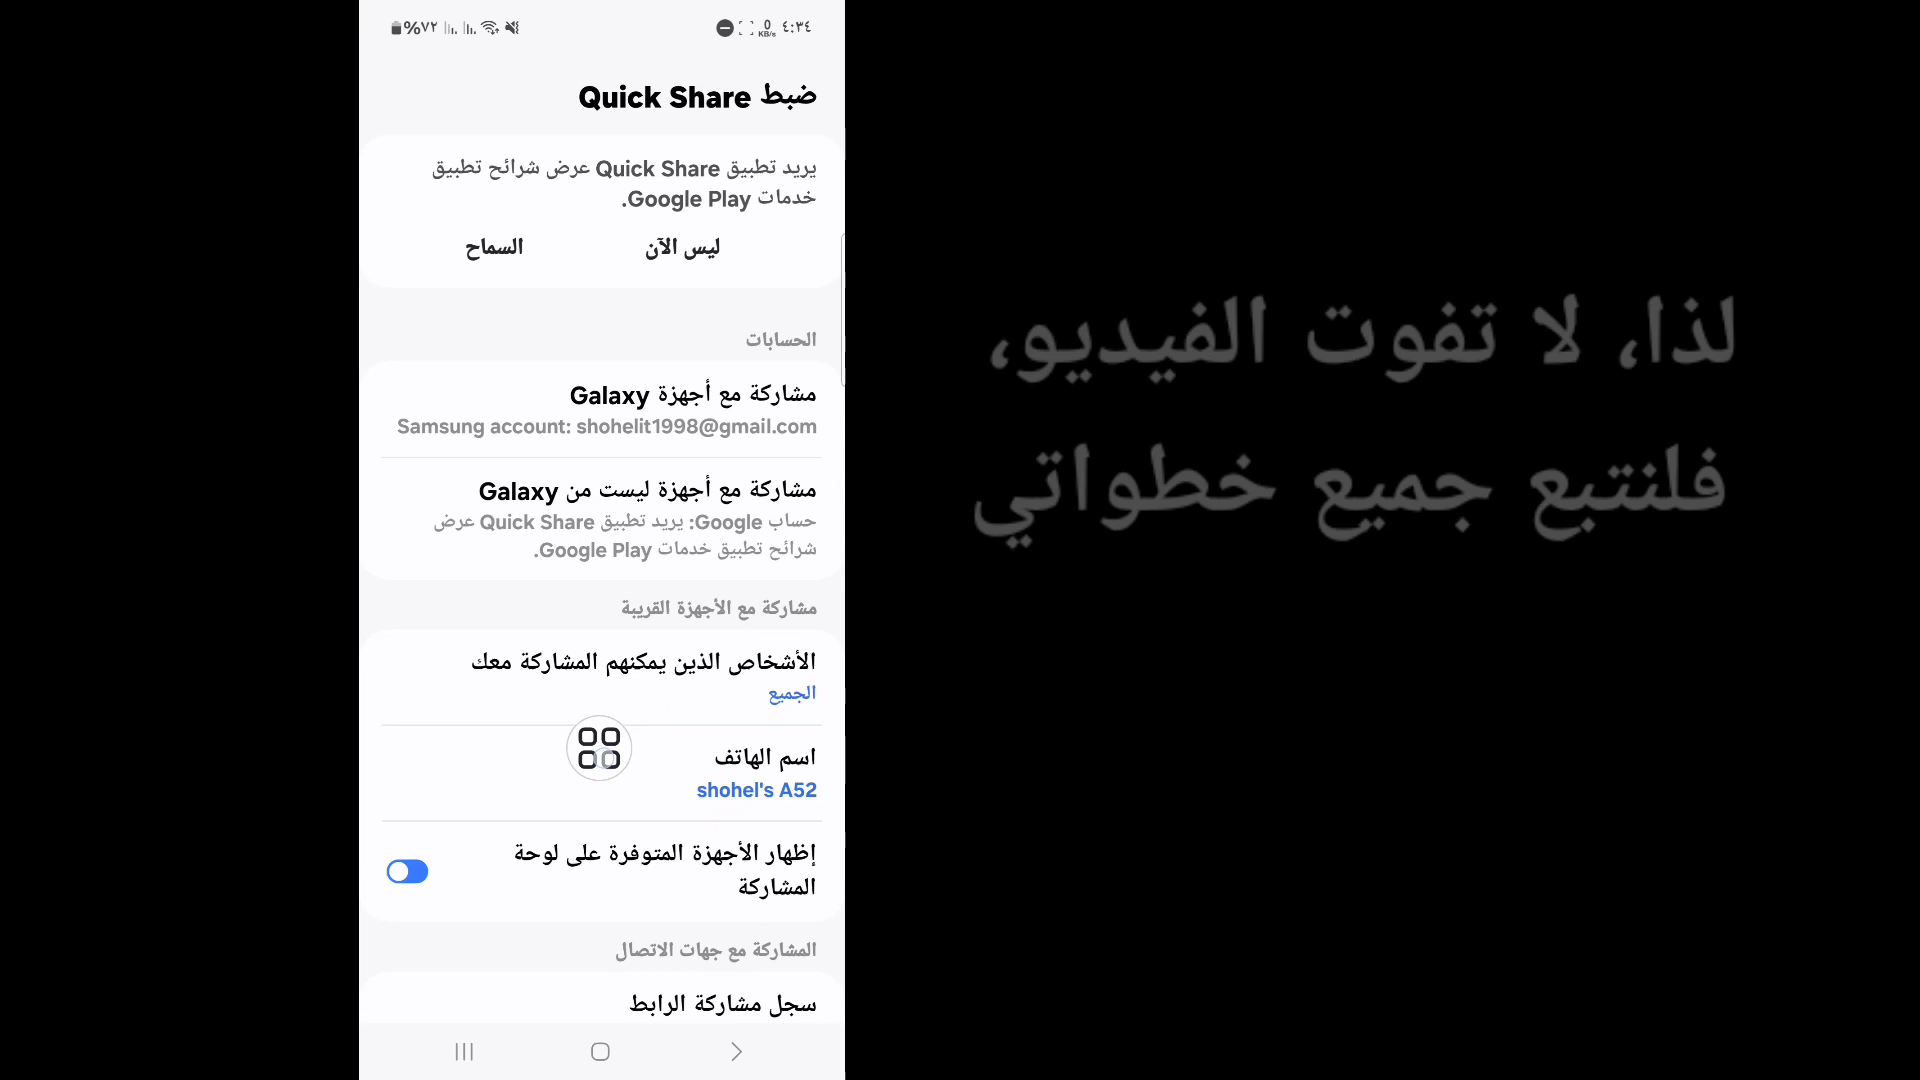 ٤:٣٤
0 KB/s
%٧٢
ضبط Quick Share
يريد تطبيق Quick Share عرض شرائح تطبيق
خدمات Google Play.
ليس الآن
السماح
الحسابات
مشاركة مع أجهزة Galaxy
Samsung account: shohelit1998@gmail.com
مشاركة مع أجهزة ليست من Galaxy
حساب Google: يريد تطبيق Quick Share عرض
شرائح تطبيق خدمات Google Play.
مشاركة مع الأجهزة القريبة
الأشخاص الذين يمكنهم المشاركة معك
الجميع
اسم الهاتف
shohel's A52
إظهار الأجهزة المتوفرة على لوحة
المشاركة
المشاركة مع جهات الاتصال
سجل مشاركة الرابط
لذا، لا تفوت الفيديو،
فلنتبع جميع خطواتي